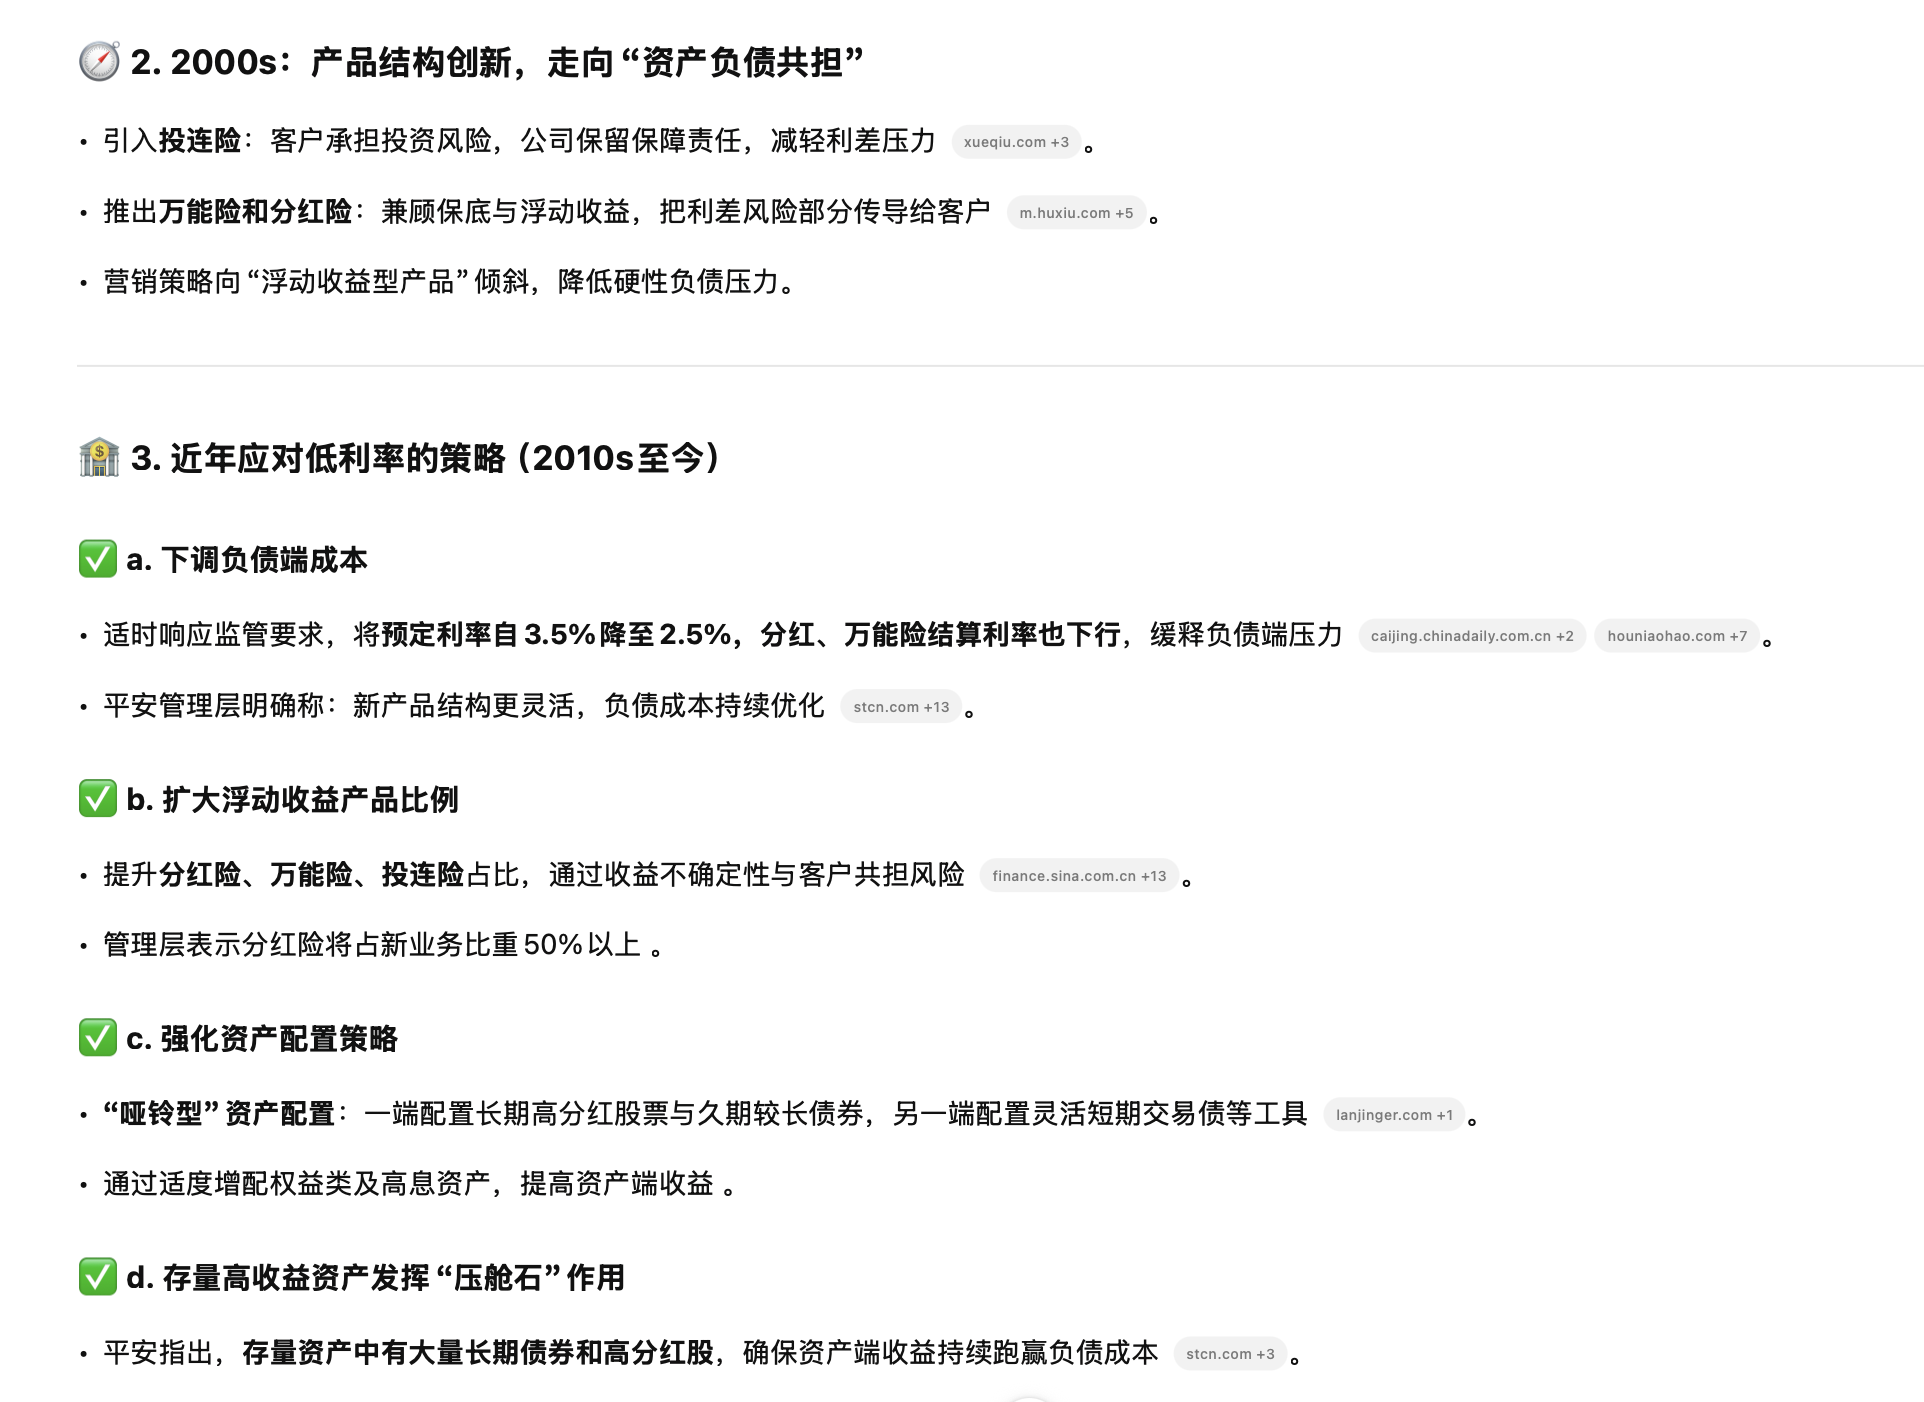 2. 2000s：产品结构创新，走向“资产负债共担”
• 引入投连险：客户承担投资风险，公司保留保障责任，减轻利差压力 xueqiu.com +3 。
• 推出万能险和分红险：兼顾保底与浮动收益，把利差风险部分传导给客户 m.huxiu.com +5 。
• 营销策略向“浮动收益型产品”倾斜，降低硬性负债压力。
3. 近年应对低利率的策略（2010s至今）
a. 下调负债端成本
• 适时响应监管要求，将预定利率自3.5%降至2.5%，分红、万能险结算利率也下行，缓释负债端压力 caijing.chinadaily.com.cn +2 houniaohao.com +7 。
• 平安管理层明确称：新产品结构更灵活，负债成本持续优化 stcn.com +13 。
b. 扩大浮动收益产品比例
• 提升分红险、万能险、投连险占比，通过收益不确定性与客户共担风险 finance.sina.com.cn +13 。
• 管理层表示分红险将占新业务比重50%以上 。
c. 强化资产配置策略
• “哑铃型”资产配置：一端配置长期高分红股票与久期较长债券，另一端配置灵活短期交易债等工具 lanjinger.com +1 。
• 通过适度增配权益类及高息资产，提高资产端收益 。
d. 存量高收益资产发挥“压舱石”作用
• 平安指出，存量资产中有大量长期债券和高分红股，确保资产端收益持续跑赢负债成本 stcn.com +3 。